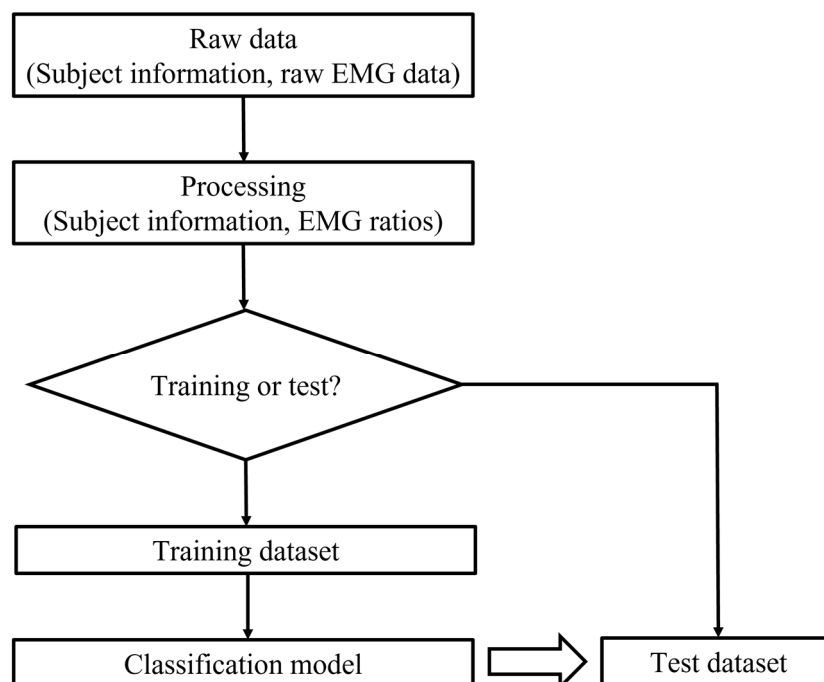 Raw data
(Subject information, raw EMG data)
Processing
(Subject information, EMG ratios)
Training or test?
Training dataset
Classification model
Test dataset